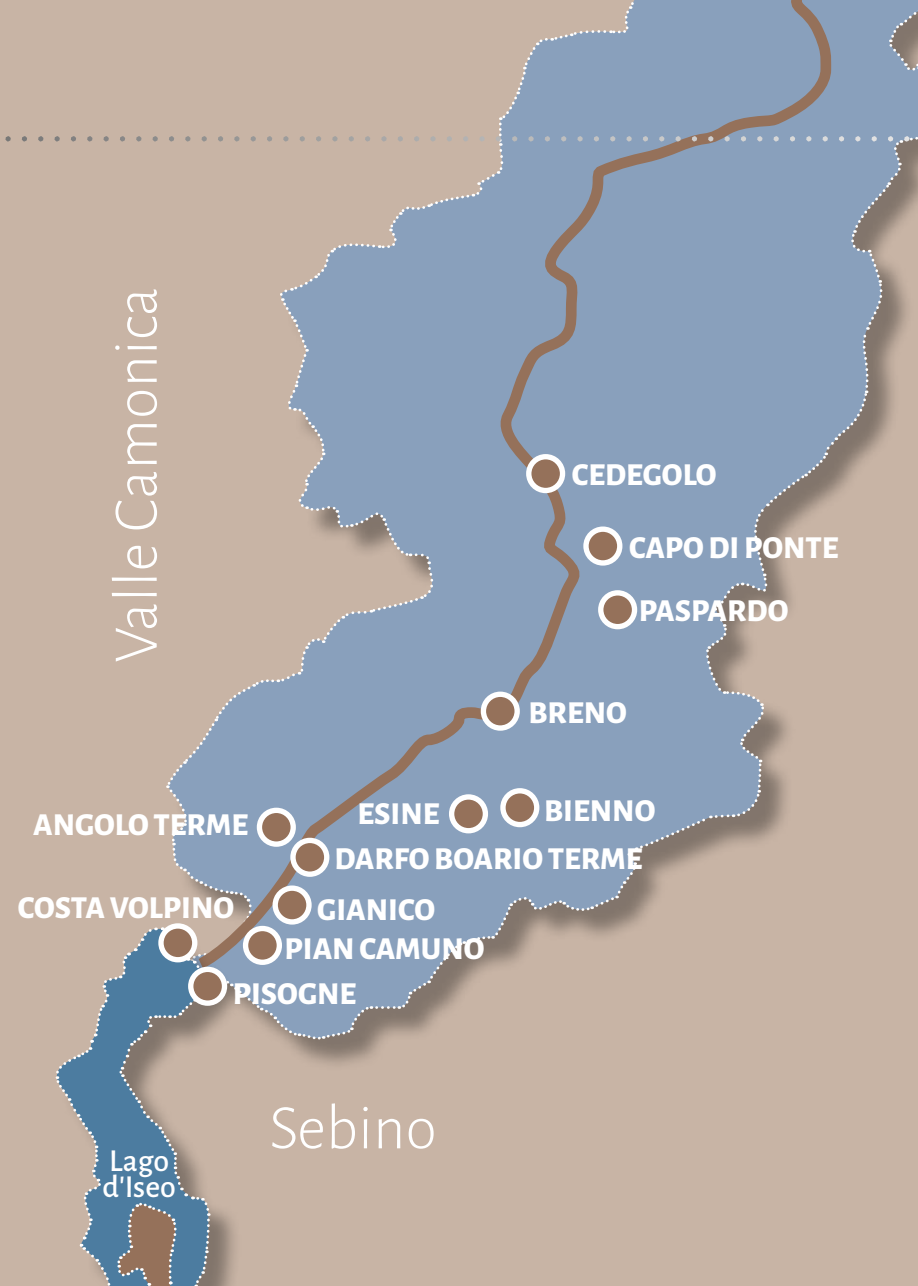 Valle Camonica
CEDEGOLO
CAPO DI PONTE
PASPARDO
BRENO
ESINE
BIENNO
ANGOLO TERME
DARFO BOARIO TERME
COSTA VOLPINO
GIANICO
PIAN CAMUNO
PISOGNE
Sebino
Lago
d'Iseo